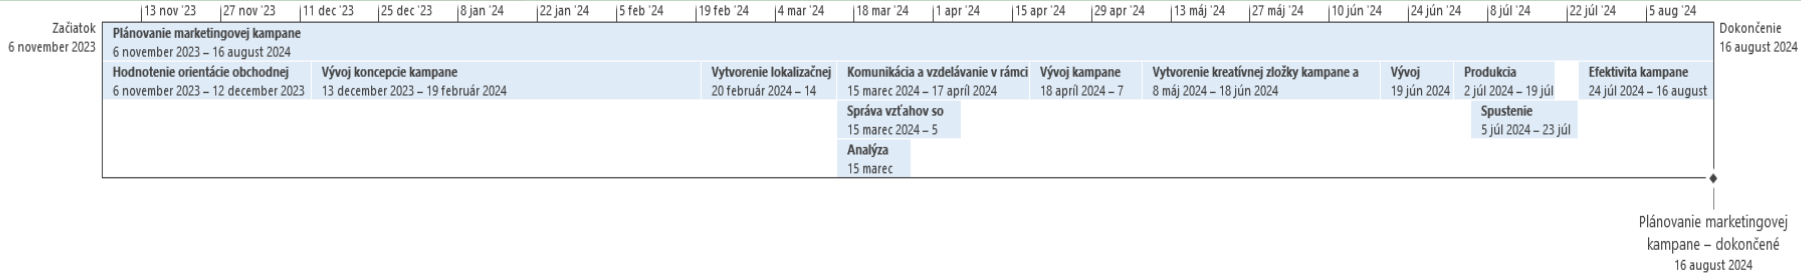 13 nov '23
27 nov '23
11 dec '23
25 dec '23
8 jan '24
22 jan '24
5 feb '24
19 feb '24
4 mar '24
18 mar '24
1 apr '24
15 apr '24
29 apr '24
13 máj '24
27 máj '24
10 jún '24
24 jún '24
8 júl '24
22 júl '24
5 aug '24
Začiatok
6 november 2023
Plánovanie marketingovej kampane
6 november 2023 – 16 august 2024
Dokončenie
16 august 2024
Hodnotenie orientácie obchodnej
6 november 2023 – 12 december 2023
Vývoj koncepcie kampane
13 december 2023 – 19 február 2024
Vytvorenie lokalizačnej
20 február 2024 – 14
Komunikácia a vzdelávanie v rámci
15 marec 2024 – 17 apríl 2024
Vývoj kampane
18 apríl 2024 – 7
Vytvorenie kreatívnej zložky kampane a
8 máj 2024 – 18 jún 2024
Vývoj
19 jún 2024
Produkcia
2 júl 2024 – 19 júl
Efektivita kampane
24 júl 2024 – 16 august
Správa vzťahov so
15 marec 2024 – 5
Spustenie
5 júl 2024 – 23 júl
Analýza
15 marec
Plánovanie marketingovej
kampane – dokončené
16 august 2024